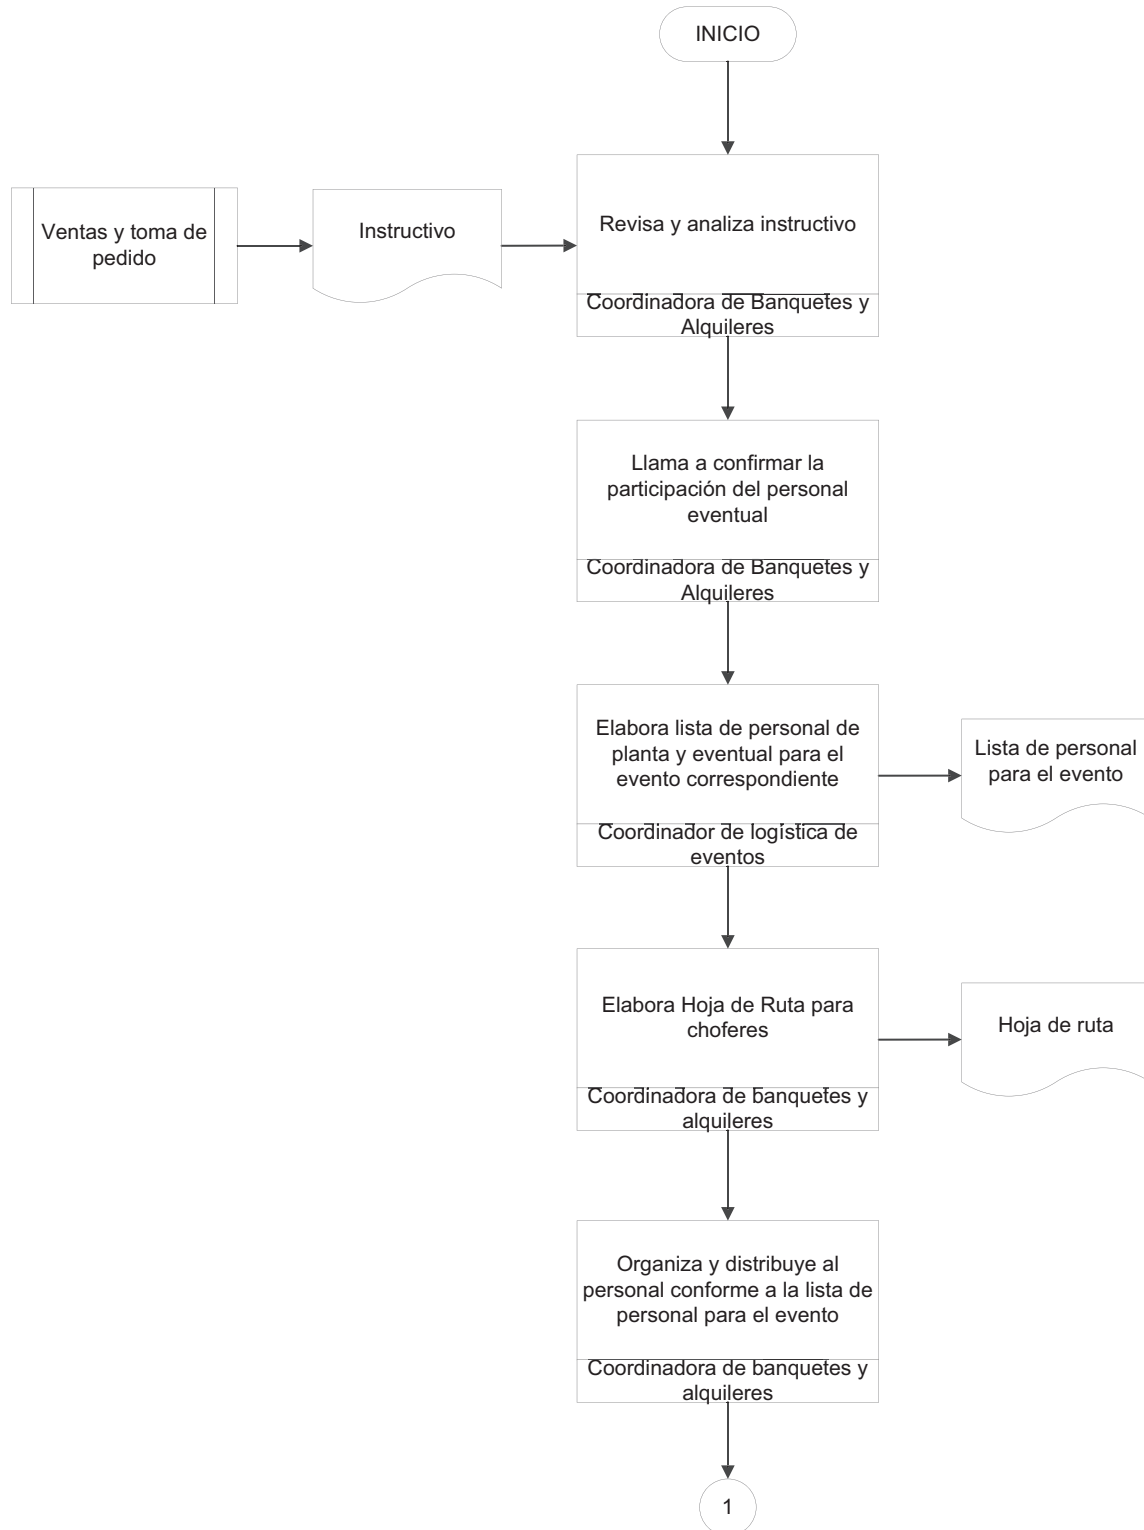 INICIO
Ventas y toma de
pedido
Instructivo
Revisa y analiza instructivo
Coordinadora de Banquetes y
Alquileres
Llama a confirmar la
participación del personal
eventual
Coordinadora de Banquetes y
Alquileres
Elabora lista de personal de
planta y eventual para el
evento correspondiente
Coordinador de logística de
eventos
Lista de personal
para el evento
Elabora Hoja de Ruta para
choferes
Coordinadora de banquetes y
alquileres
Hoja de ruta
Organiza y distribuye al
personal conforme a la lista de
personal para el evento
Coordinadora de banquetes y
alquileres
1